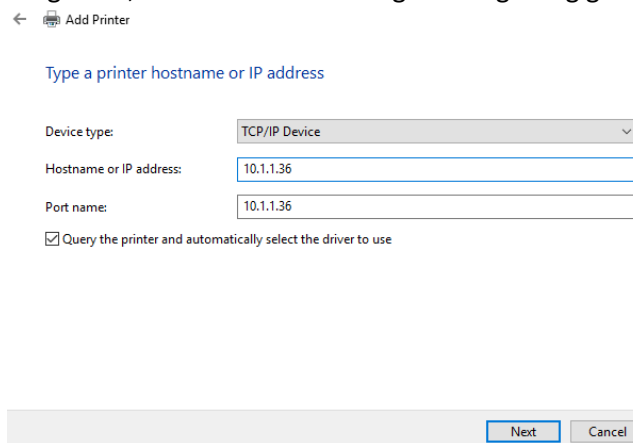 Add Printer
Type a printer hostname or IP address
Device type: TCP/IP Device
Hostname or IP address: 10.1.1.36
Port name: 10.1.1.36
Query the printer and automatically select the driver to use
Next Cancel